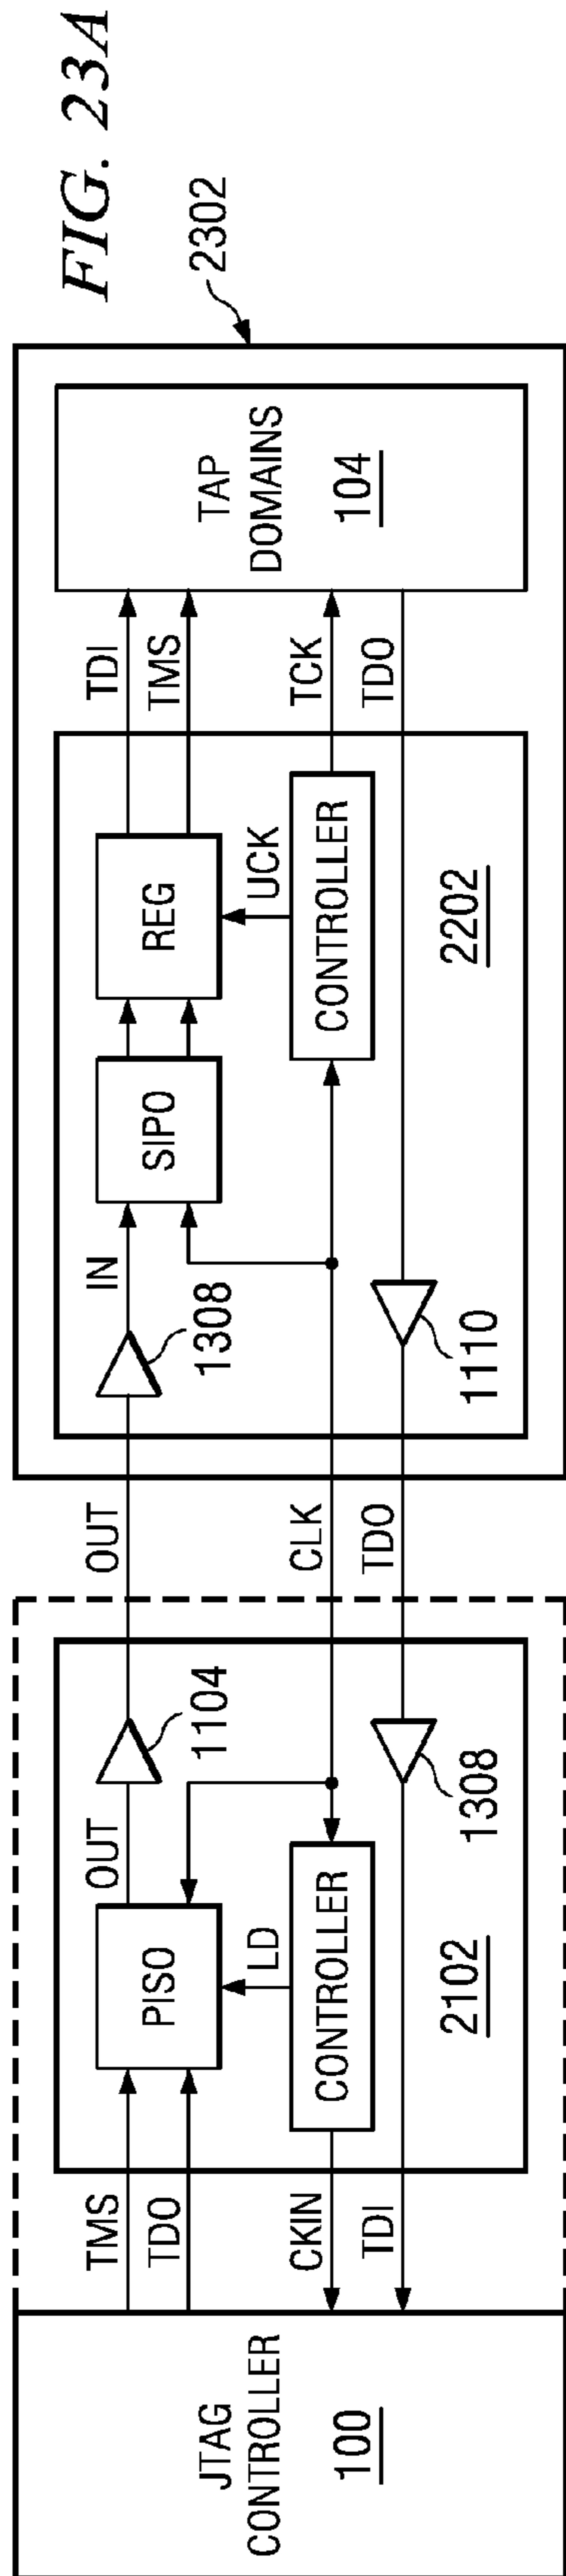 FIG. 23A
JTAG
CONTROLLER
100
TMS
TDO
CKIN
TDI
PISO
LD
CONTROLLER
2102
OUT
1104
1308
OUT
CLK
TDO
1308
IN
SIPO
REG
UCK
CONTROLLER
1110
2202
TDI
TMS
TCK
TDO
TAP
DOMAINS
104
2302